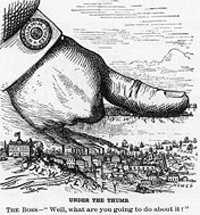 UNDER THE THUMB.
THE BOSS—"Well, what are you going to do about it!"